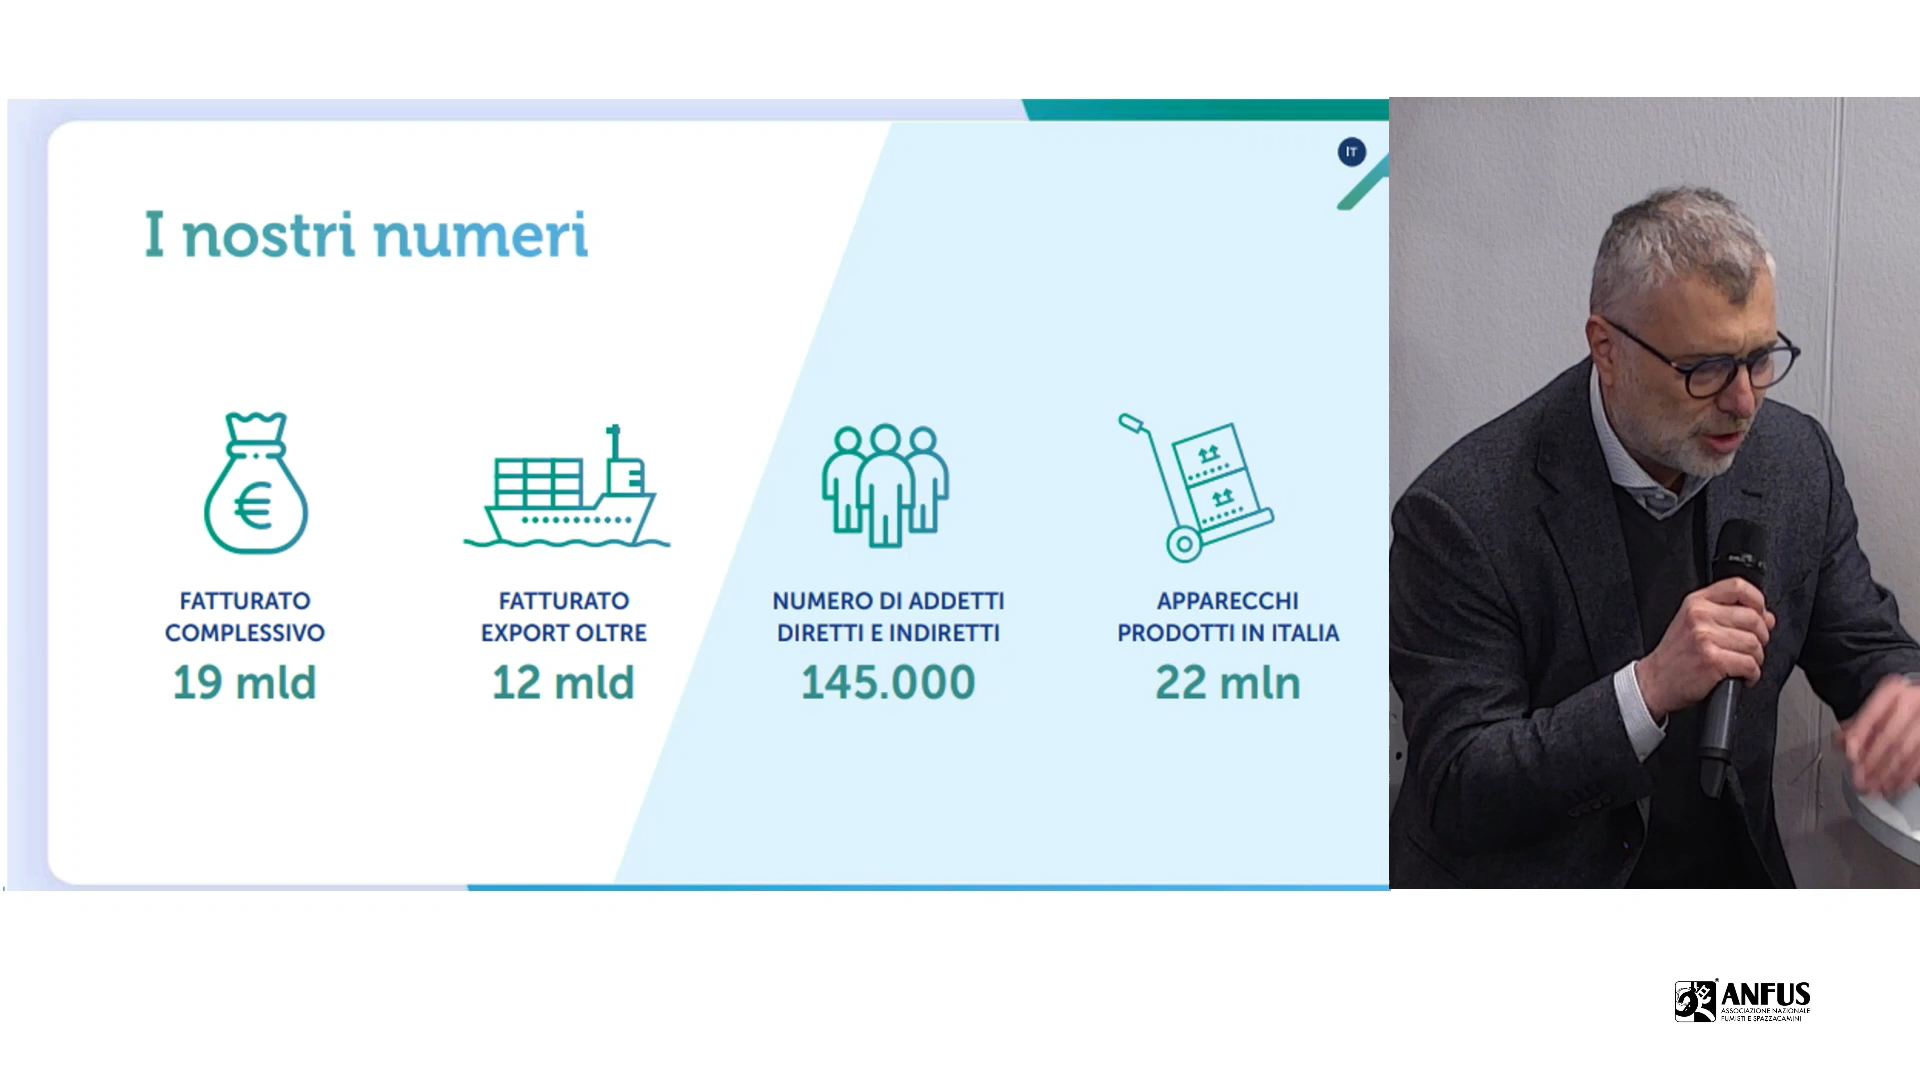 IT
I nostri numeri
€
FATTURATO
COMPLESSIVO
19 mld
FATTURATO
EXPORT OLTRE
12 mld
NUMERO DI ADDETTI
DIRETTI E INDIRETTI
145.000
APPARECCHI
PRODOTTI IN ITALIA
22 mln
ANFUS
ASSOCIAZIONE NAZIONALE
FUMISTI E SPAZZACAMINI